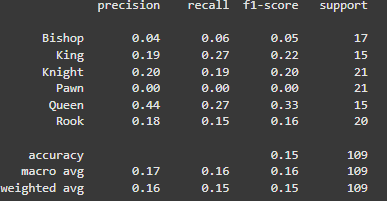 precision recall f1-score support
Bishop 0.04 0.06 0.05 17
King 0.19 0.27 0.22 15
Knight 0.20 0.19 0.20 21
Pawn 0.00 0.00 0.00 21
Queen 0.44 0.27 0.33 15
Rook 0.18 0.15 0.16 20
accuracy 0.15 109
macro avg 0.17 0.16 0.16 109
weighted avg 0.16 0.15 0.15 109